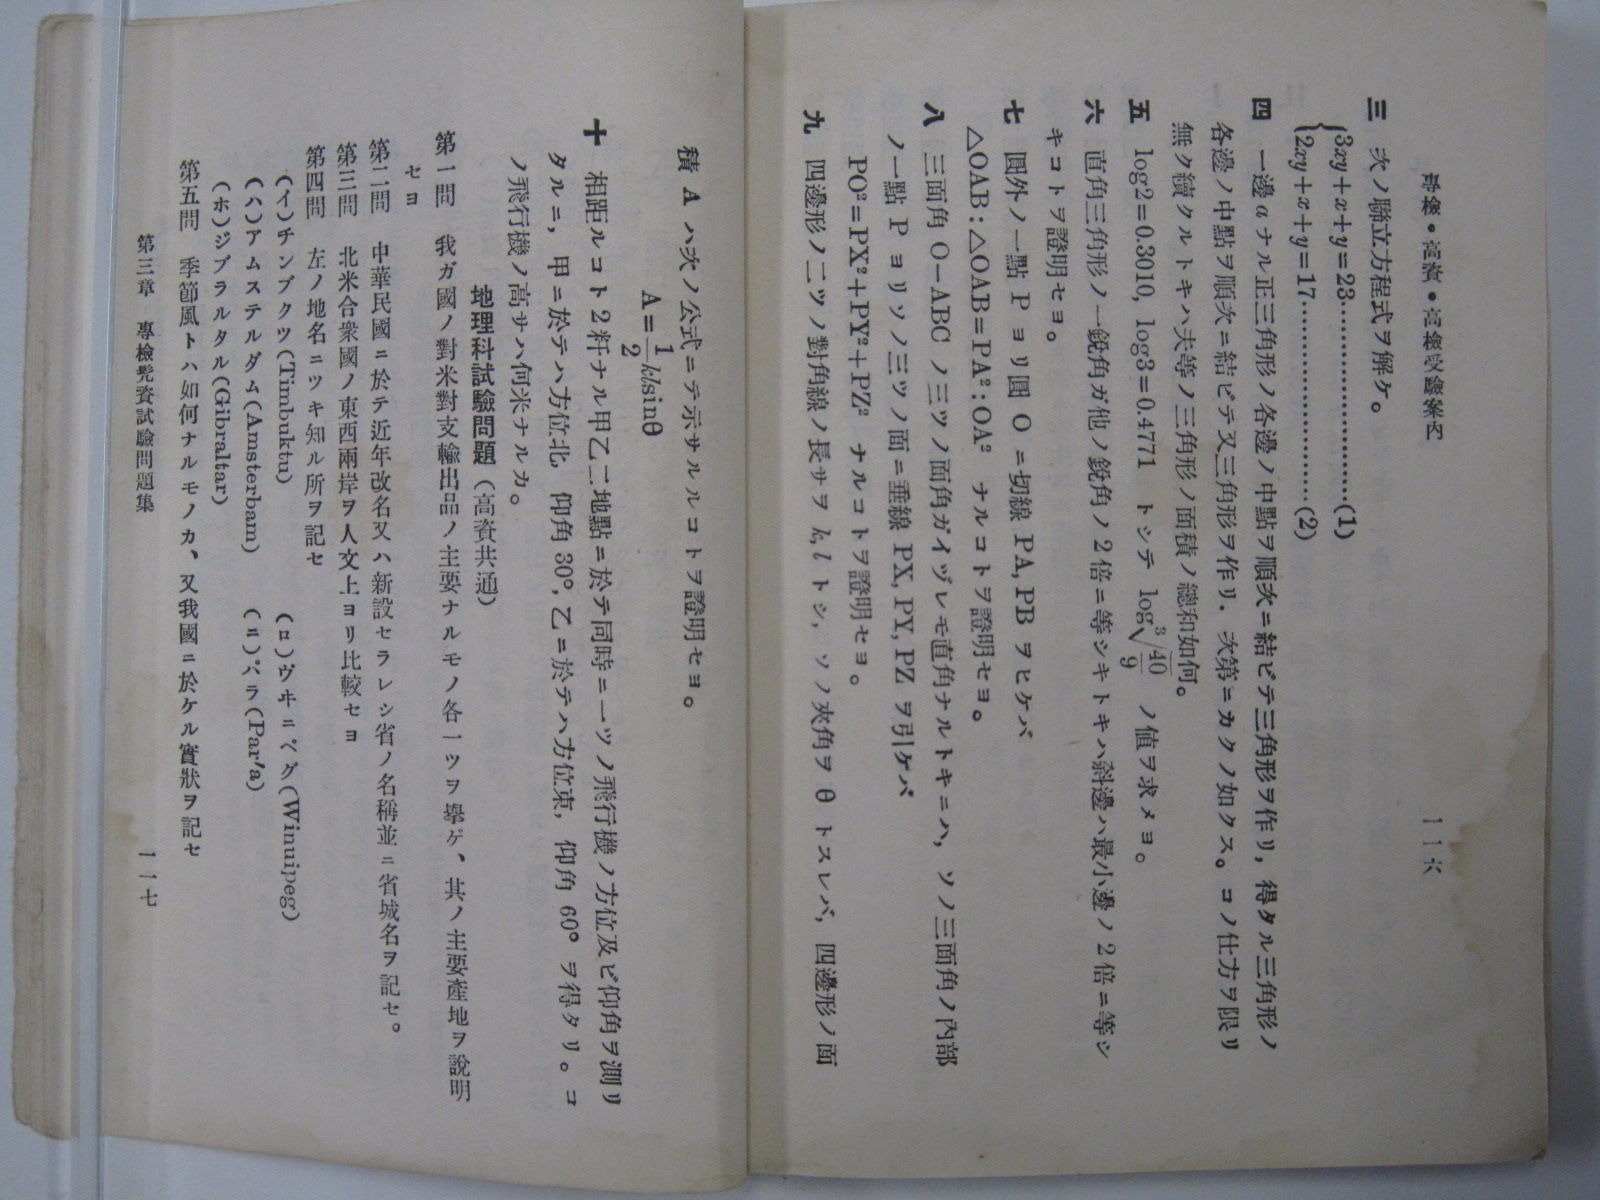 專檢・高資・高檢受驗案內
一一六
三 次ノ聯立方程式ヲ解ケ。
3xy+x+y=23……………………(1)
2xy+x+y=17……………………(2)
四 一邊aナル正三角形ノ各邊ノ中點ヲ順次ニ結ビテ三角形ヲ作リ，得タル三角形ノ
各邊ノ中點ヲ順次ニ結ビテ又三角形ヲ作リ．次第ニカクノ如クス。コノ仕方ヲ限リ
無ク續クルトキハ夫等ノ三角形ノ面積ノ總和如何。
五 log2=0.3010, log3=0.4771 トシテ log∛(40/9) ノ値ヲ求メヨ。
六 直角三角形ノ一鋭角ガ他ノ鋭角ノ2倍ニ等シキトキハ斜邊ハ最小邊ノ2倍ニ等シ
キコトヲ證明セヨ。
七 圓外ノ一點 P ヨリ圓 O ニ切線 PA, PB ヲヒケバ
△OAB:△OAB=PA²:OA² ナルコトヲ證明セヨ。
八 三面角 O-ABC ノ三ツノ面角ガイヅレモ直角ナルトキニハ，ソノ三面角ノ內部
ノ一點 P ヨリソノ三ツノ面ニ垂線 PX, PY, PZ ヲ引ケバ
PO²=PX²+PY²+PZ² ナルコトヲ證明セヨ。
九 四邊形ノ二ツノ對角線ノ長サヲ k, l トシ，ソノ夾角ヲ θ トスレバ，四邊形ノ面
積 A ハ次ノ公式ニテ示サルルコトヲ證明セヨ。
A=1/2 klsinθ
十 相距ルコト2粁ナル甲乙二地點ニ於テ同時ニ一ツノ飛行機ノ方位及ビ仰角ヲ測リ
タルニ，甲ニ於テハ方位北，仰角 30°，乙ニ於テハ方位東，仰角 60° ヲ得タリ。コ
ノ飛行機ノ高サハ何米ナルカ。
地理科試驗問題（高資共通）
第一問 我ガ國ノ對米對支輸出品ノ主要ナルモノ各一ツヲ擧ゲ、其ノ主要產地ヲ說明
セヨ
第二問 中華民國ニ於テ近年改名又ハ新設セラレシ省ノ名稱並ニ省城名ヲ記セ。
第三問 北米合衆國ノ東西兩岸ヲ人文上ヨリ比較セヨ
第四問 左ノ地名ニツキ知ル所ヲ記セ
(イ)チンブクツ(Timbuktu) (ロ)ヴヰニペグ(Winuipeg)
(ハ)アムステルダム(Amsterbam) (ニ)パラ(Par'a)
(ホ)ジブラルタル(Gibraltar)
第五問 季節風トハ如何ナルモノカ、又我國ニ於ケル實狀ヲ記セ
第三章 專檢髡資試驗問題集
一一七